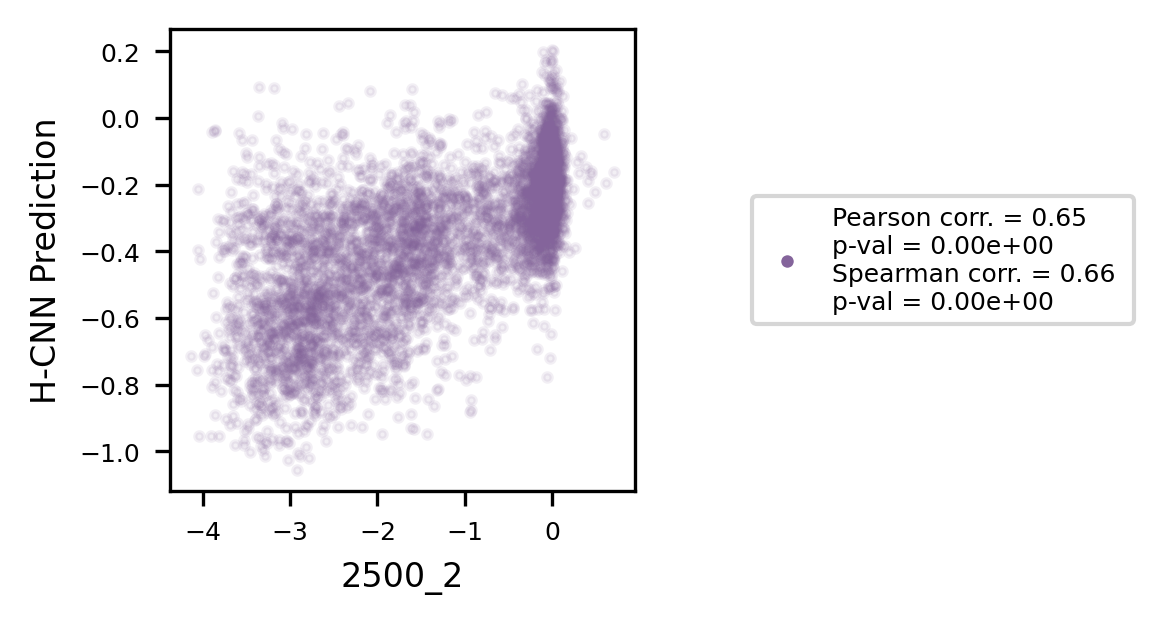 0.2
0.0
−0.2
−0.4
−0.6
−0.8
−1.0
H-CNN Prediction
−4 −3 −2 −1 0
2500_2
Pearson corr. = 0.65
p-val = 0.00e+00
Spearman corr. = 0.66
p-val = 0.00e+00